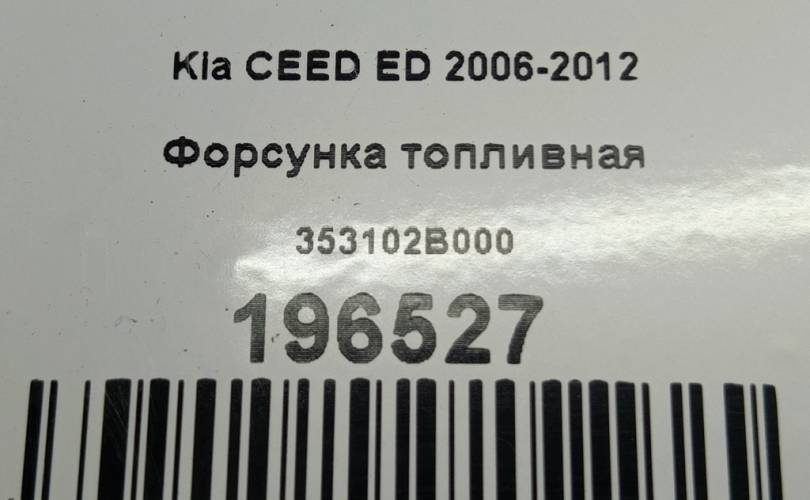 Kia CEED ED 2006-2012
Форсунка топливная
353102B000
196527